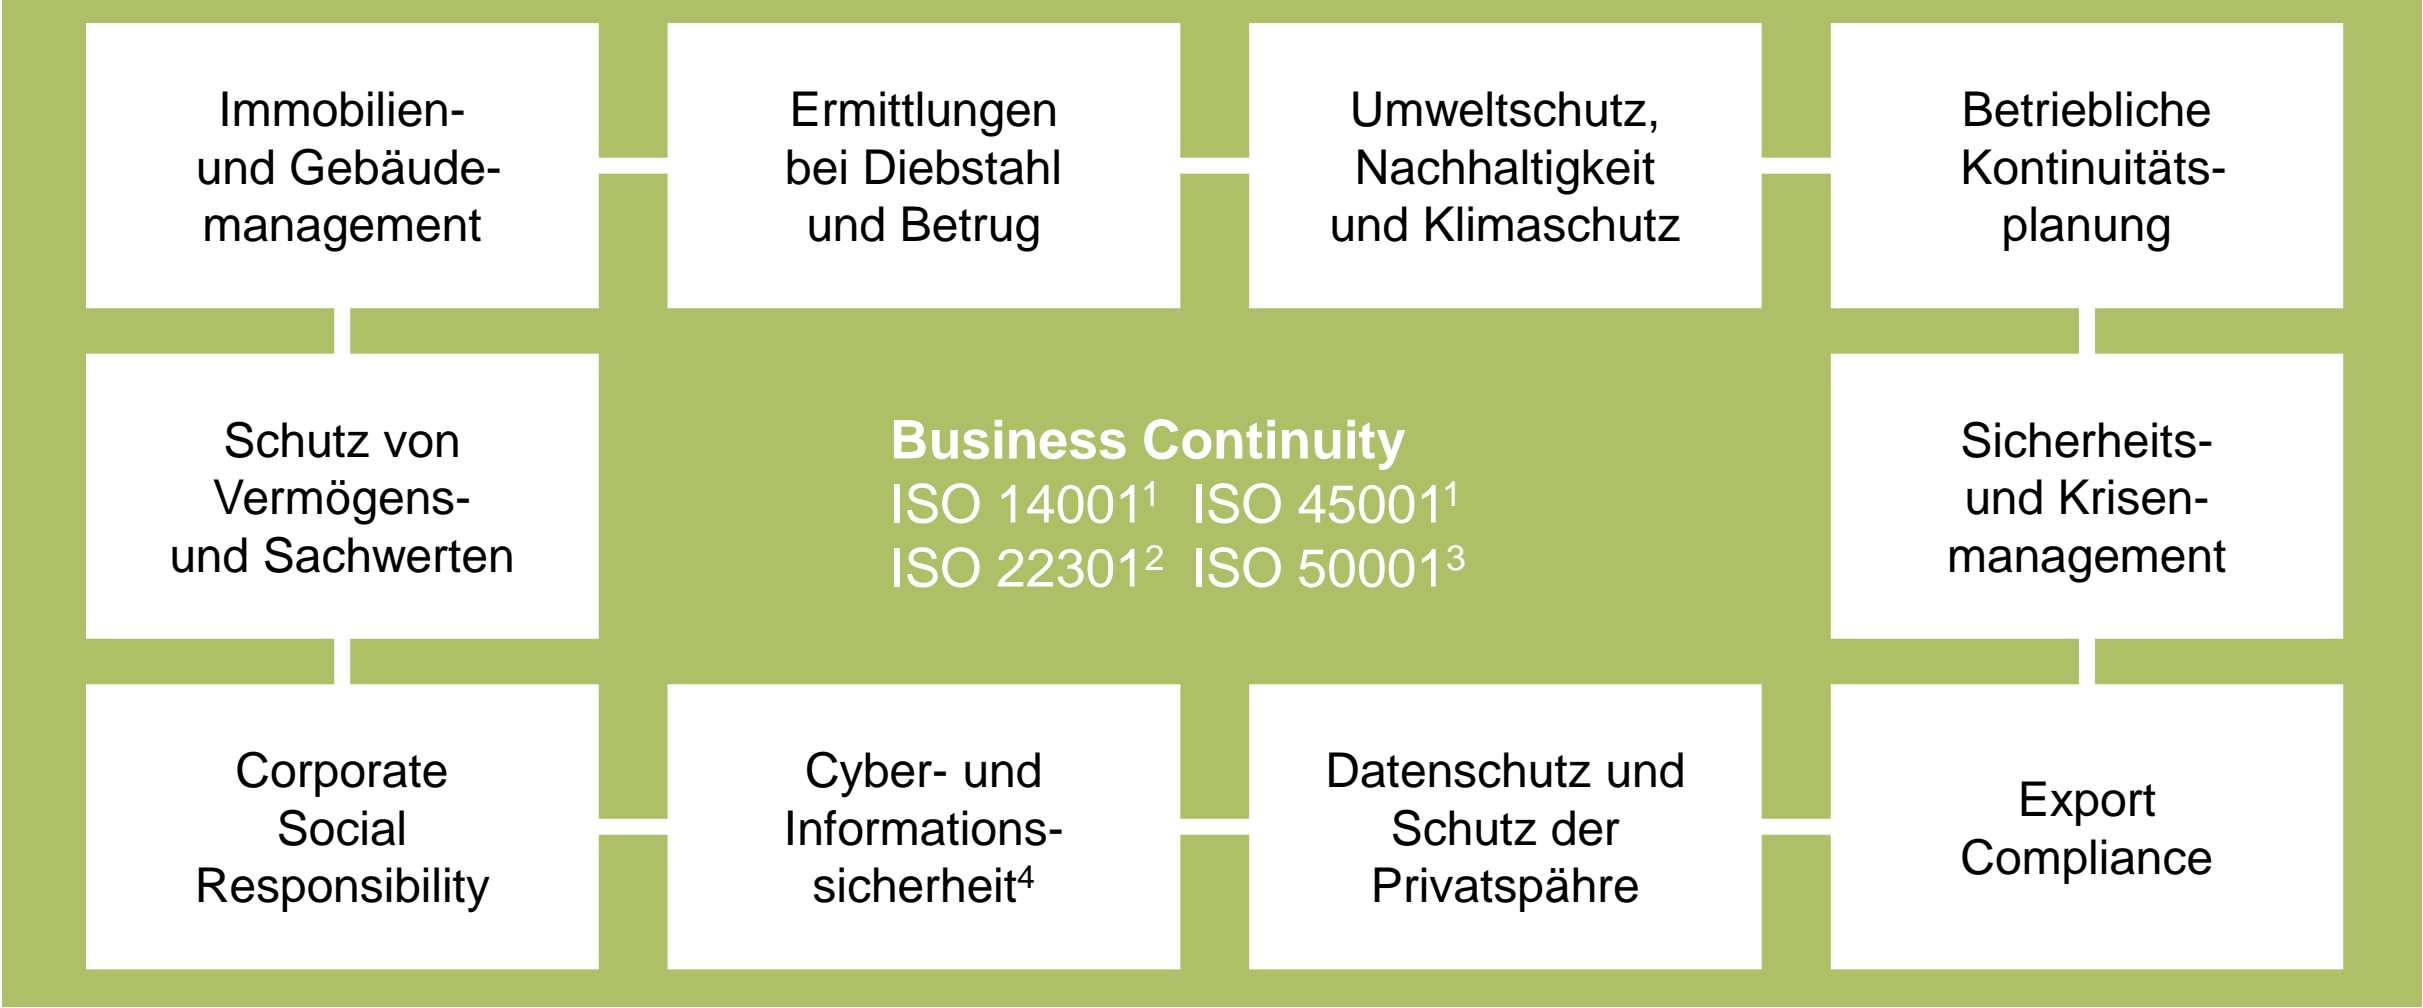 Immobilien-
und Gebäude-
management
Ermittlungen
bei Diebstahl
und Betrug
Umweltschutz,
Nachhaltigkeit
und Klimaschutz
Betriebliche
Kontinuitäts-
planung
Schutz von
Vermögens-
und Sachwerten
Business Continuity
ISO 14001¹ ISO 45001¹
ISO 22301² ISO 50001³
Sicherheits-
und Krisen-
management
Corporate
Social
Responsibility
Cyber- und
Informations-
sicherheit⁴
Datenschutz und
Schutz der
Privatspähre
Export
Compliance